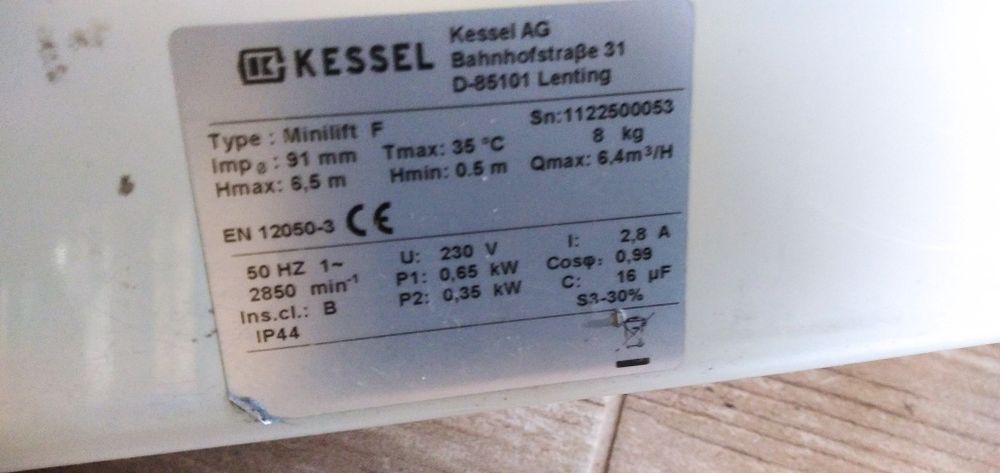 KESSEL
Kessel AG
Bahnhofstraße 31
D-85101 Lenting
Type : Minilift F Sn:1122500053
Imp ø : 91 mm Tmax: 35 °C 8 kg
Hmax: 6,5 m Hmin: 0.5 m Qmax: 6,4m³/H
EN 12050-3 CE
50 HZ 1~ U: 230 V I: 2,8 A
2850 min⁻¹ P1: 0,65 kW Cosφ: 0,99
Ins.cl.: B P2: 0,35 kW C: 16 µF
IP44 S3-30%